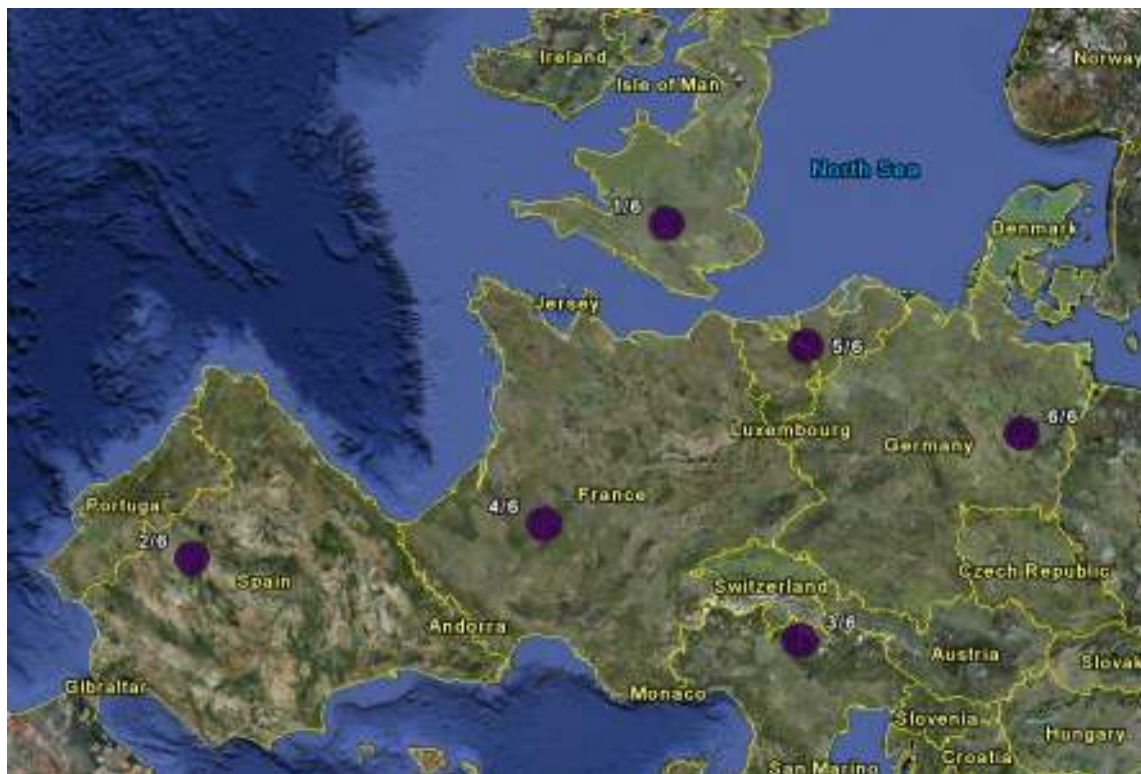 Ireland
Norway
Isle of Man
North Sea
1/6
Denmark
Jersey
5/6
6/6
Luxembourg
Germany
France
Portuga
4/6
2/6
Spain
Czech Republic
Switzerland
3/6
Andorra
Austria
Slovak
Gibraltar
Monaco
Slovenia
Hungary
Croatia
San Marino